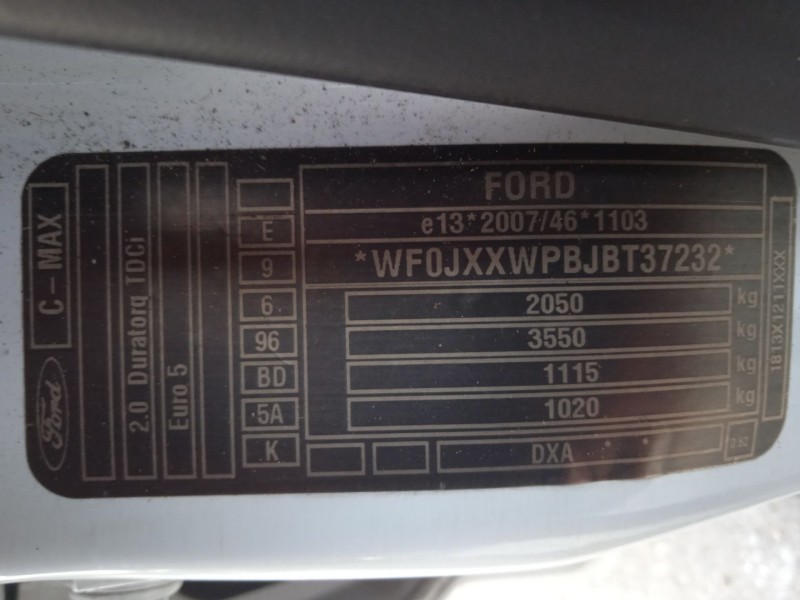 FORD
e13*2007/46*1103
*WF0JXXWPBJBT37232*
2050 kg
3550 kg
1115 kg
1020 kg
DXA
E
9
6
96
BD
5A
K
C-MAX
Ford
2.0 Duratorq TDCi
Euro 5
1813X1211XXX